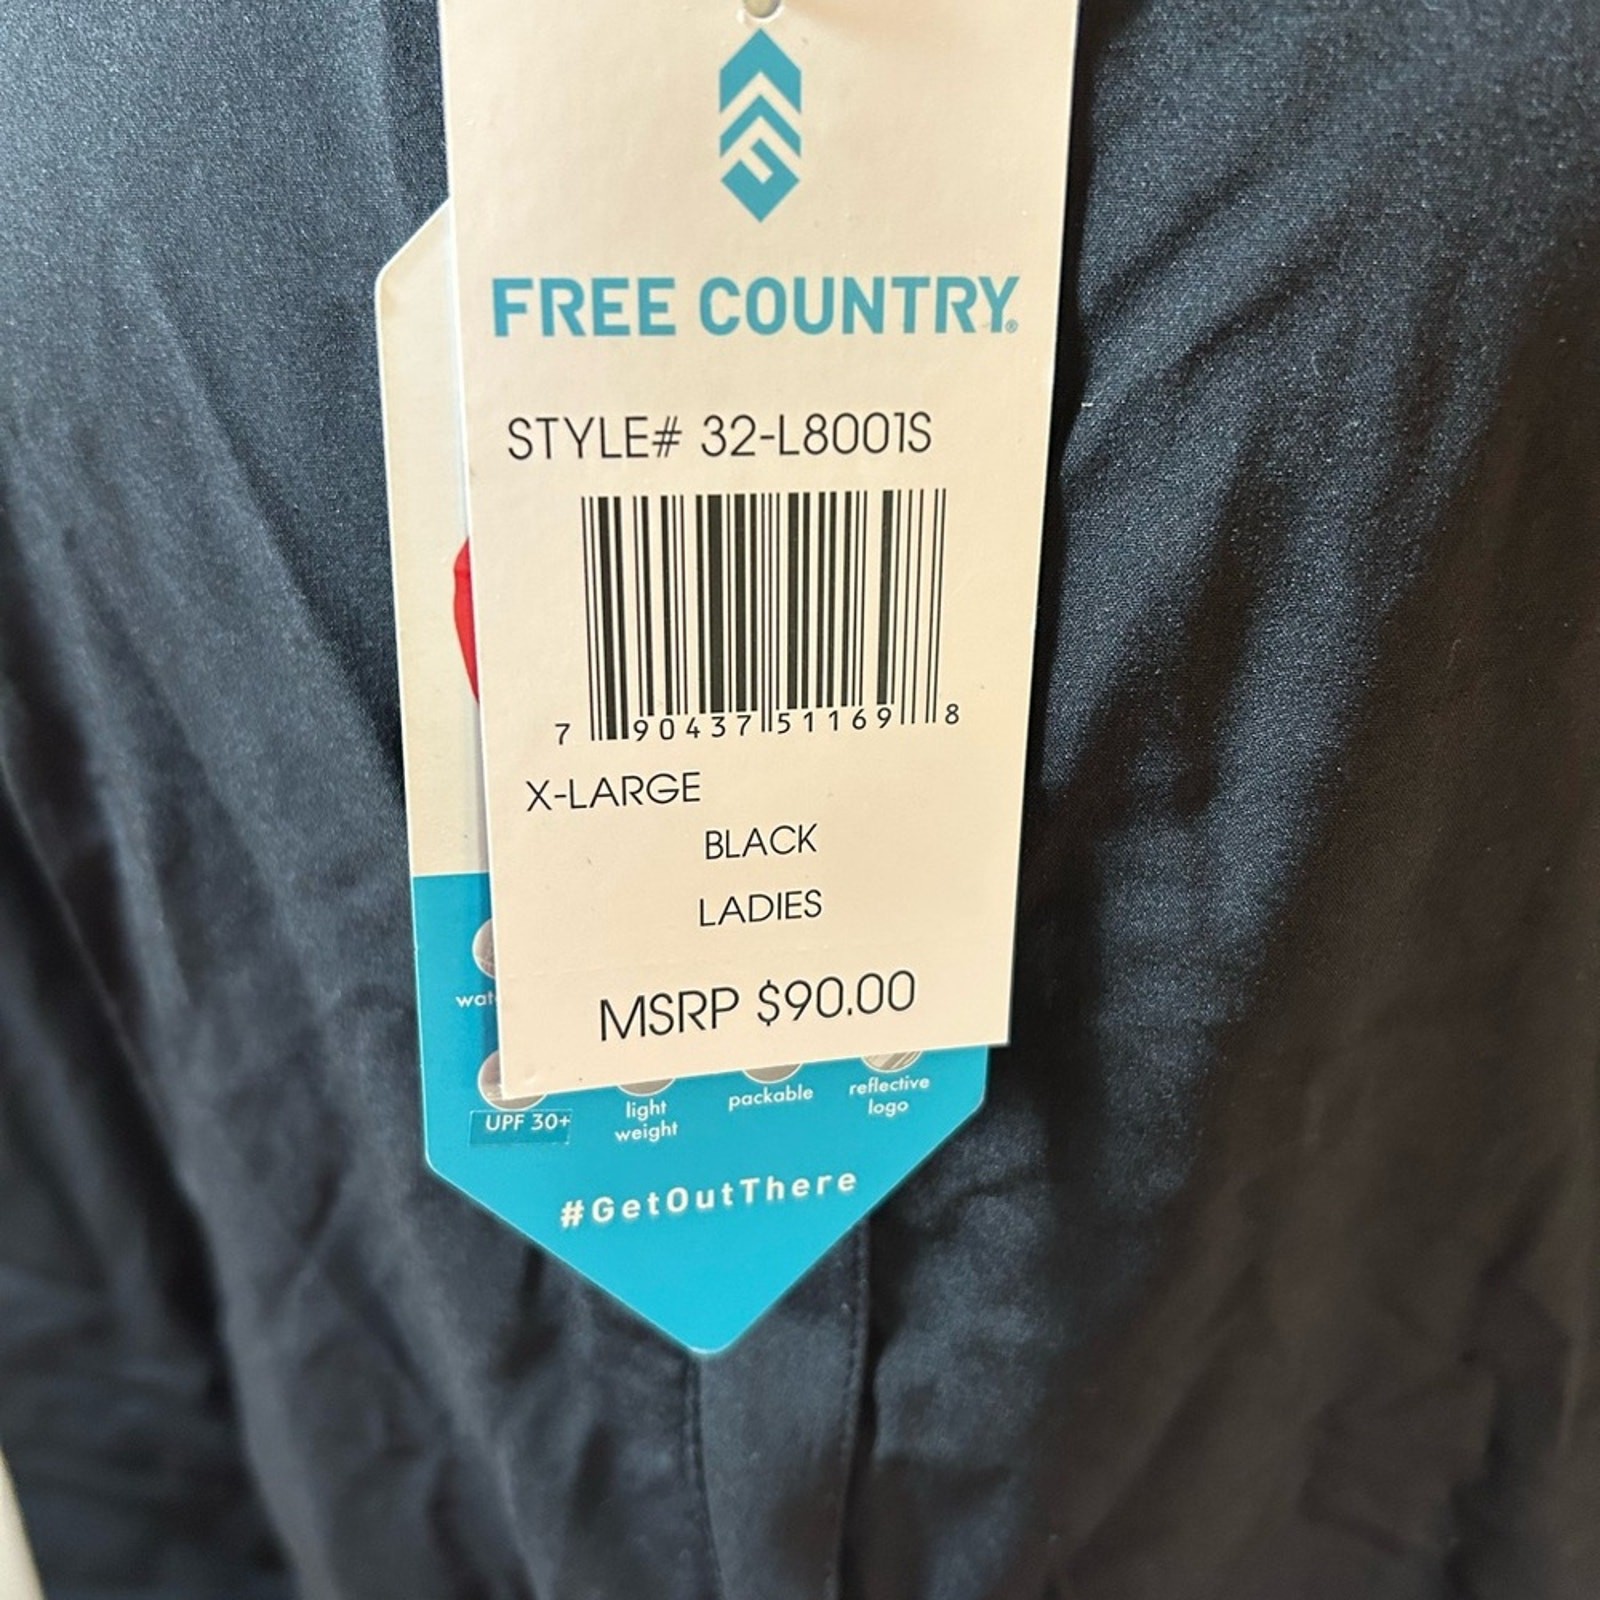 FREE COUNTRY®
STYLE# 32-L8001S
7 90437 51169 8
X-LARGE
BLACK
LADIES
MSRP $90.00
UPF 30+
light
weight
packable
reflective
logo
#GetOutThere